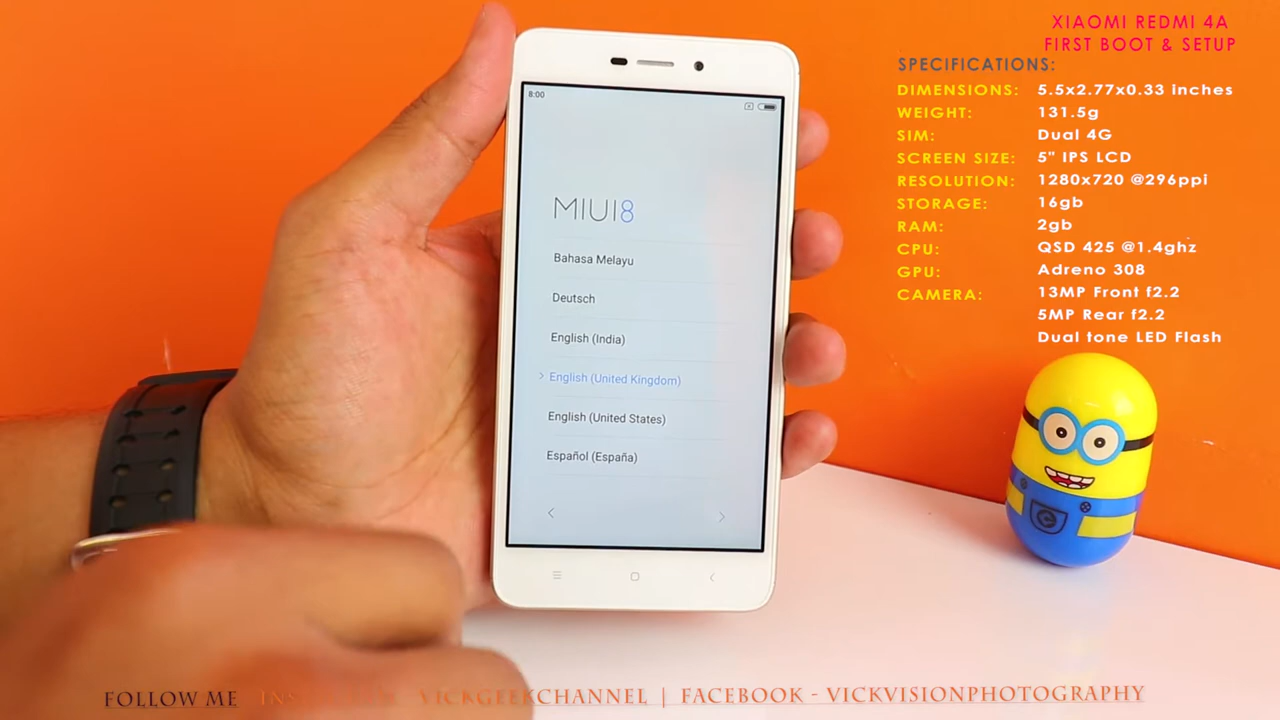 XIAOMI REDMI 4A
FIRST BOOT & SETUP
SPECIFICATIONS:
DIMENSIONS: 5.5x2.77x0.33 inches
WEIGHT: 131.5g
SIM: Dual 4G
SCREEN SIZE: 5" IPS LCD
RESOLUTION: 1280x720 @296ppi
STORAGE: 16gb
RAM: 2gb
CPU: QSD 425 @1.4ghz
GPU: Adreno 308
CAMERA: 13MP Front f2.2
5MP Rear f2.2
Dual tone LED Flash
8:00
MIUI8
Bahasa Melayu
Deutsch
English (India)
> English (United Kingdom)
English (United States)
Español (España)
FOLLOW ME VICKGEEKCHANNEL | FACEBOOK - VICKVISIONPHOTOGRAPHY